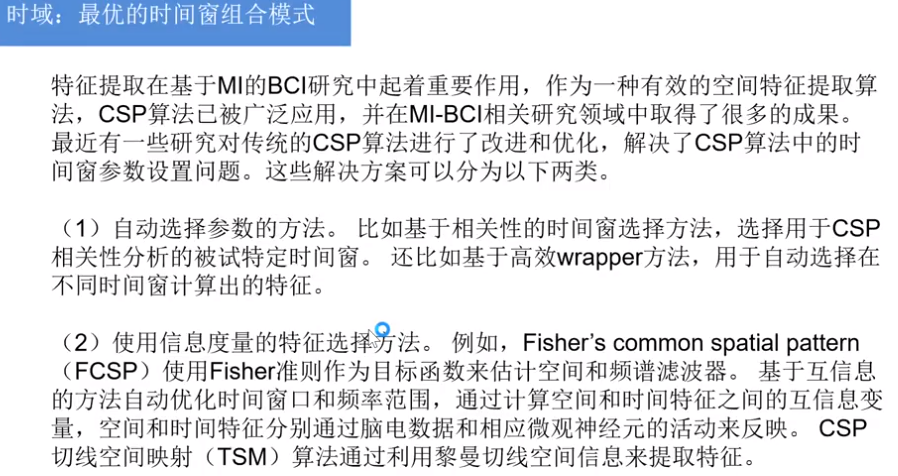 时域：最优的时间窗组合模式
特征提取在基于MI的BCI研究中起着重要作用，作为一种有效的空间特征提取算
法，CSP算法已被广泛应用，并在MI-BCI相关研究领域中取得了很多的成果。
最近有一些研究对传统的CSP算法进行了改进和优化，解决了CSP算法中的时
间窗参数设置问题。这些解决方案可以分为以下两类。
（1）自动选择参数的方法。 比如基于相关性的时间窗选择方法，选择用于CSP
相关性分析的被试特定时间窗。 还比如基于高效wrapper方法，用于自动选择在
不同时间窗计算出的特征。
（2）使用信息度量的特征选择方法。 例如，Fisher’s common spatial pattern
（FCSP）使用Fisher准则作为目标函数来估计空间和频谱滤波器。 基于互信息
的方法自动优化时间窗口和频率范围，通过计算空间和时间特征之间的互信息变
量，空间和时间特征分别通过脑电数据和相应微观神经元的活动来反映。 CSP
切线空间映射（TSM）算法通过利用黎曼切线空间信息来提取特征。